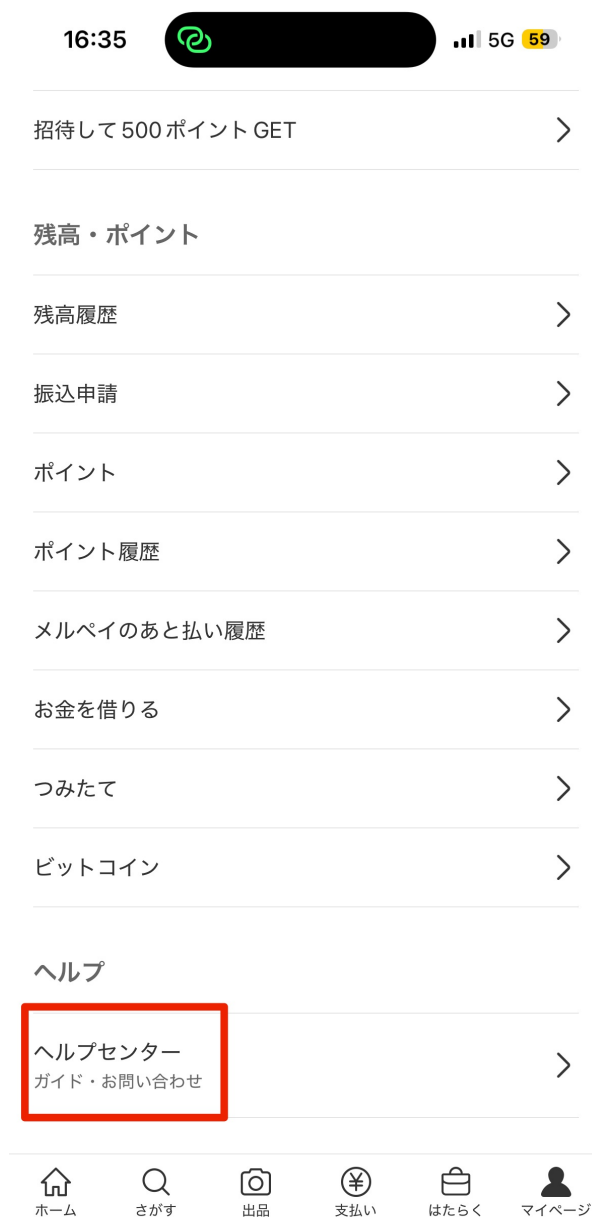 16:35 5G 59
招待して500ポイントGET
残高・ポイント
残高履歴
振込申請
ポイント
ポイント履歴
メルペイのあと払い履歴
お金を借りる
つみたて
ビットコイン
ヘルプ
ヘルプセンター
ガイド・お問い合わせ
ホーム さがす 出品 支払い はたらく マイページ